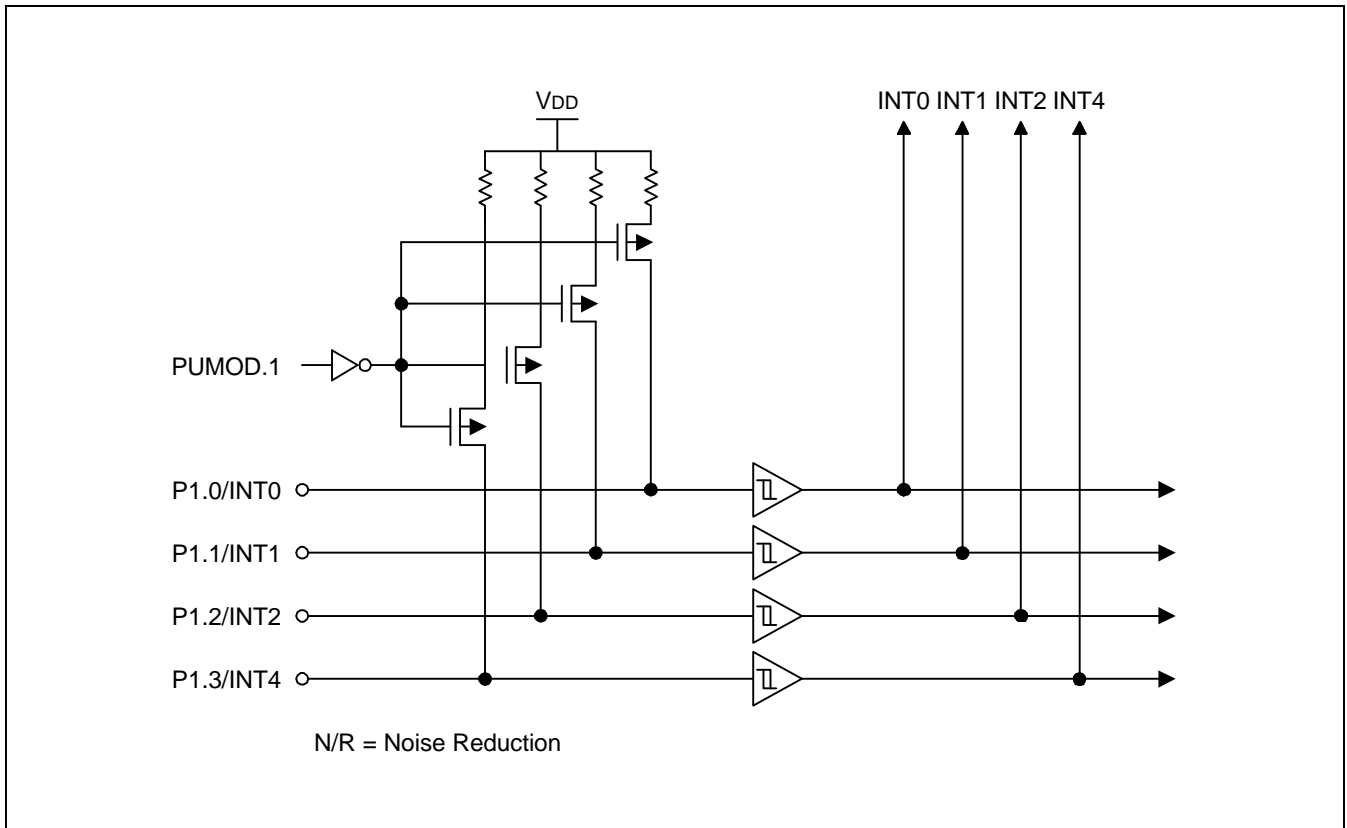 VDD
INT0 INT1 INT2 INT4
PUMOD.1
P1.0/INT0
P1.1/INT1
P1.2/INT2
P1.3/INT4
N/R = Noise Reduction